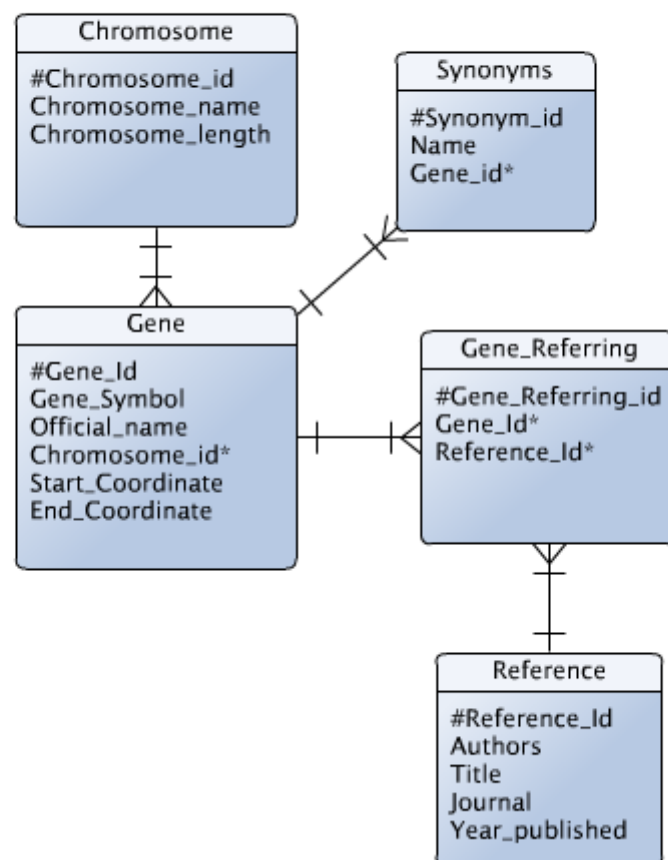 Chromosome
#Chromosome_id
Chromosome_name
Chromosome_length
Synonyms
#Synonym_id
Name
Gene_id*
Gene
#Gene_Id
Gene_Symbol
Official_name
Chromosome_id*
Start_Coordinate
End_Coordinate
Gene_Referring
#Gene_Referring_id
Gene_Id*
Reference_Id*
Reference
#Reference_Id
Authors
Title
Journal
Year_published